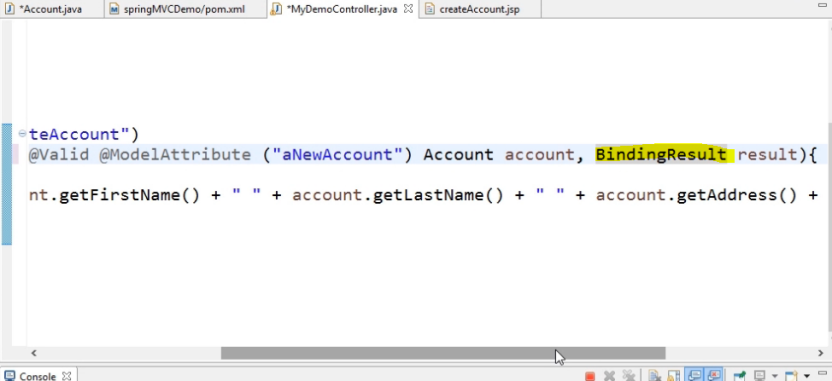 *Account.java springMVCDemo/pom.xml *MyDemoController.java createAccount.jsp
teAccount")
@Valid @ModelAttribute ("aNewAccount") Account account, BindingResult result){
nt.getFirstName() + " " + account.getLastName() + " " + account.getAddress() +
Console